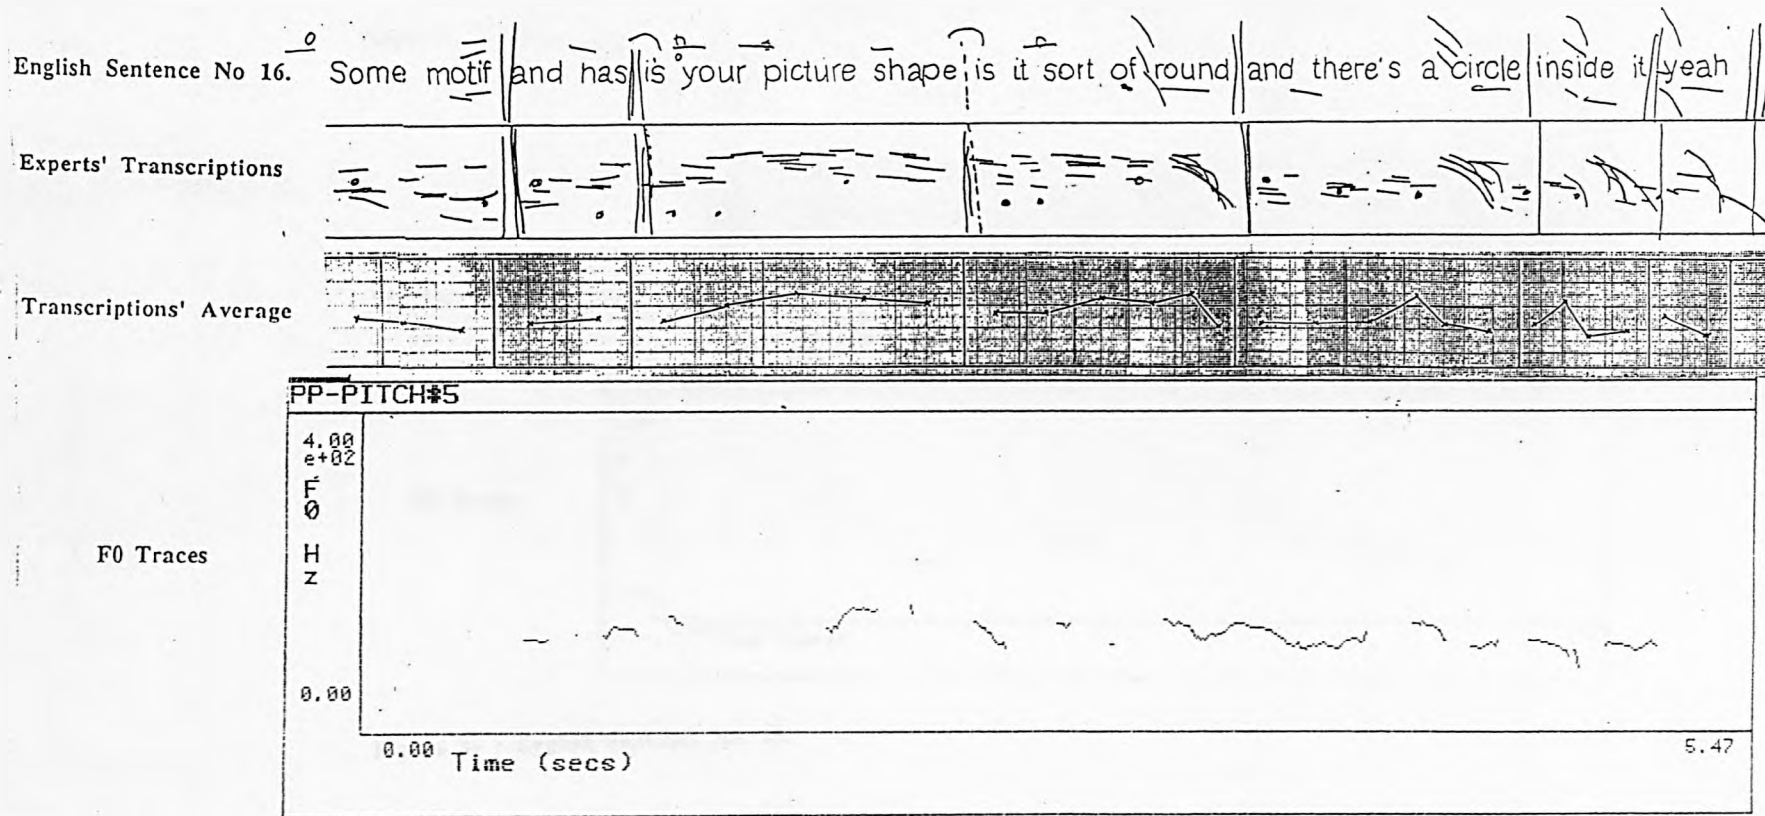 English Sentence No 16. Some motif and has is your picture shape is it sort of round and there's a circle inside it yeah
Experts' Transcriptions
Transcriptions' Average
PP-PITCH#5
4.00
e+02
F0
Hz
0.00
F0 Traces
0.00 Time (secs) 5.47